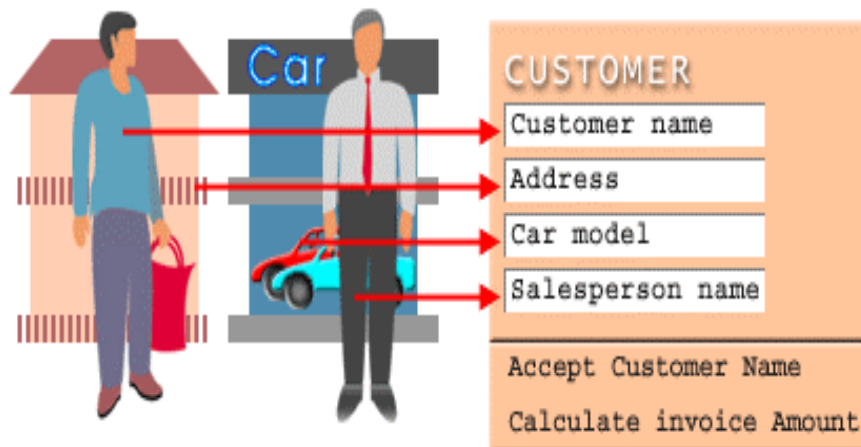 Car
CUSTOMER
Customer name
Address
Car model
Salesperson name
Accept Customer Name
Calculate invoice Amount